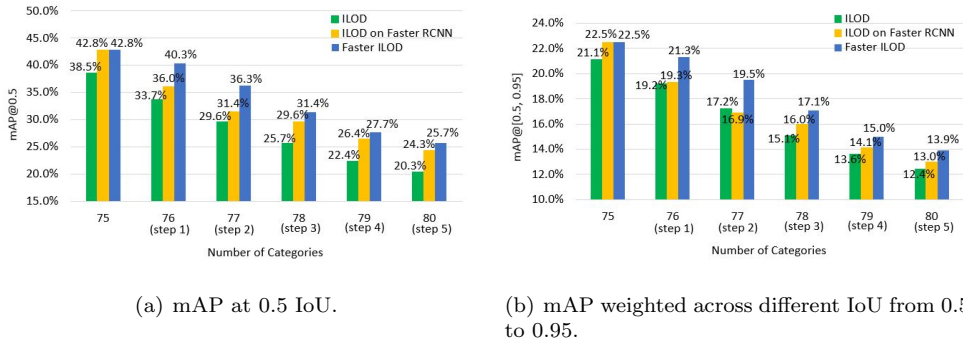 50.0%
45.0%
40.0%
35.0%
30.0%
25.0%
20.0%
15.0%
mAP@0.5
ILOD
ILOD on Faster RCNN
Faster ILOD
38.5% 42.8% 42.8%
33.7% 36.0% 40.3%
29.6% 31.4% 36.3%
25.7% 29.6% 31.4%
22.4% 26.4% 27.7%
20.3% 24.3% 25.7%
75 76 77 78 79 80
(step 1) (step 2) (step 3) (step 4) (step 5)
Number of Categories
(a) mAP at 0.5 IoU.
24.0%
22.0%
20.0%
18.0%
16.0%
14.0%
12.0%
10.0%
mAP@[0.5, 0.95]
ILOD
ILOD on Faster RCNN
Faster ILOD
21.1% 22.5% 22.5%
19.2% 19.3% 21.3%
17.2% 16.9% 19.5%
15.1% 16.0% 17.1%
13.6% 14.1% 15.0%
12.4% 13.0% 13.9%
75 76 77 78 79 80
(step 1) (step 2) (step 3) (step 4) (step 5)
Number of Categories
(b) mAP weighted across different IoU from 0.5
to 0.95.